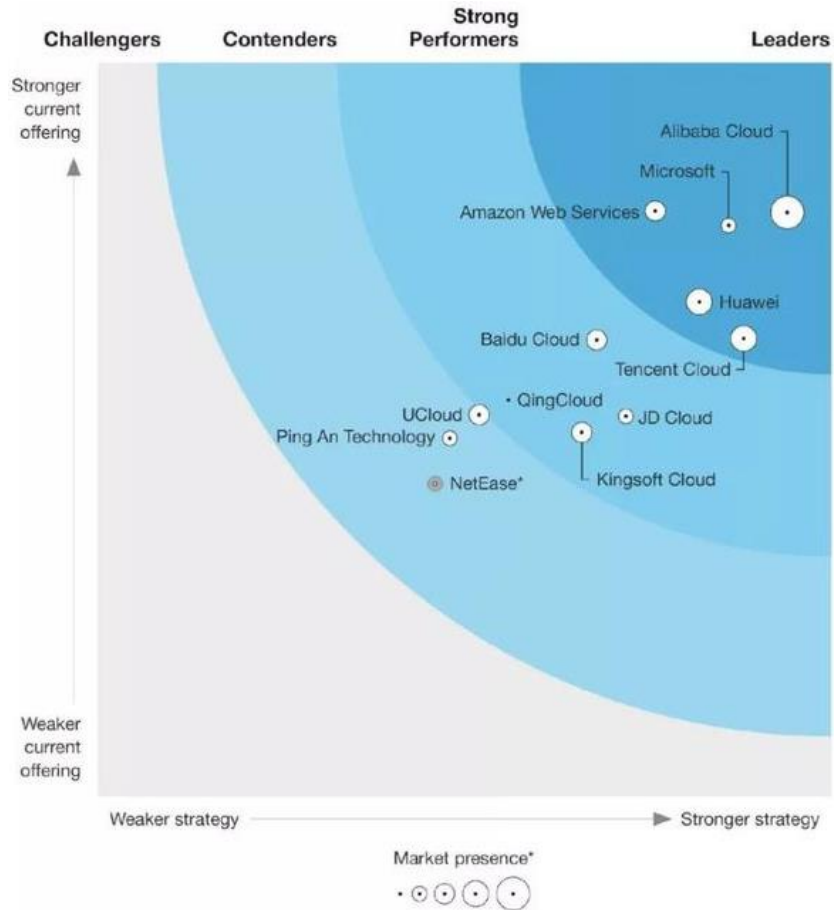 Challengers
Contenders
Strong
Performers
Leaders
Stronger
current
offering
Alibaba Cloud
Microsoft
Amazon Web Services
Huawei
Baidu Cloud
Tencent Cloud
QingCloud
UCloud
JD Cloud
Ping An Technology
Kingsoft Cloud
NetEase*
Weaker
current
offering
Weaker strategy
Stronger strategy
Market presence*